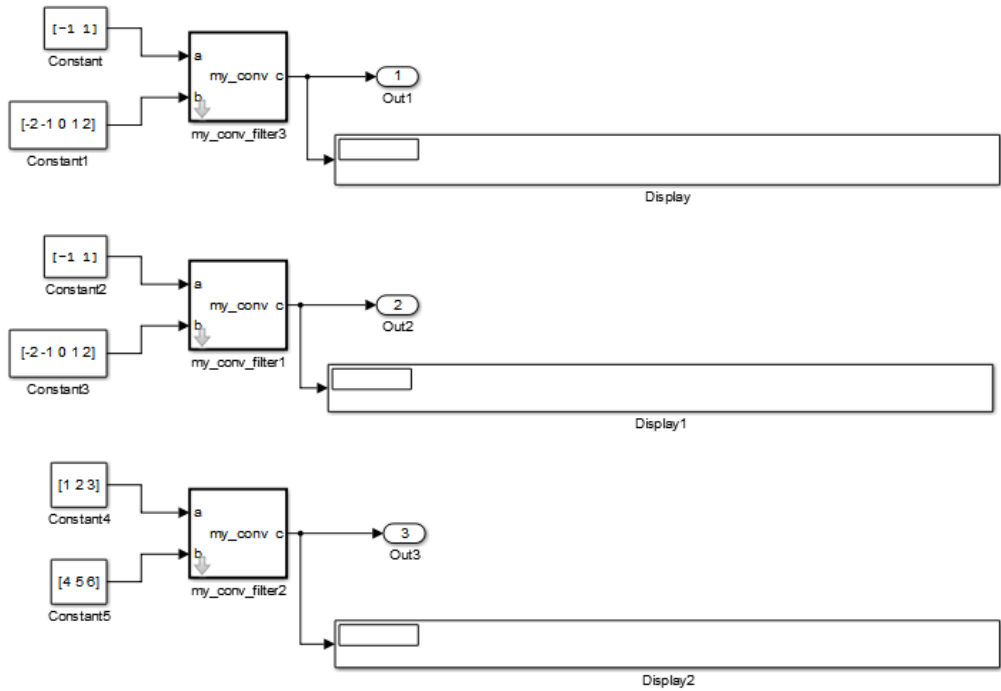 [-1 1]
Constant
a
my_conv c
1
Out1
[-2 -1 0 1 2]
b
Constant1
my_conv_filter3
Display
[-1 1]
Constant2
a
my_conv c
2
Out2
[-2 -1 0 1 2]
b
Constant3
my_conv_filter1
Display1
[1 2 3]
Constant4
a
my_conv c
3
Out3
[4 5 6]
b
Constant5
my_conv_filter2
Display2